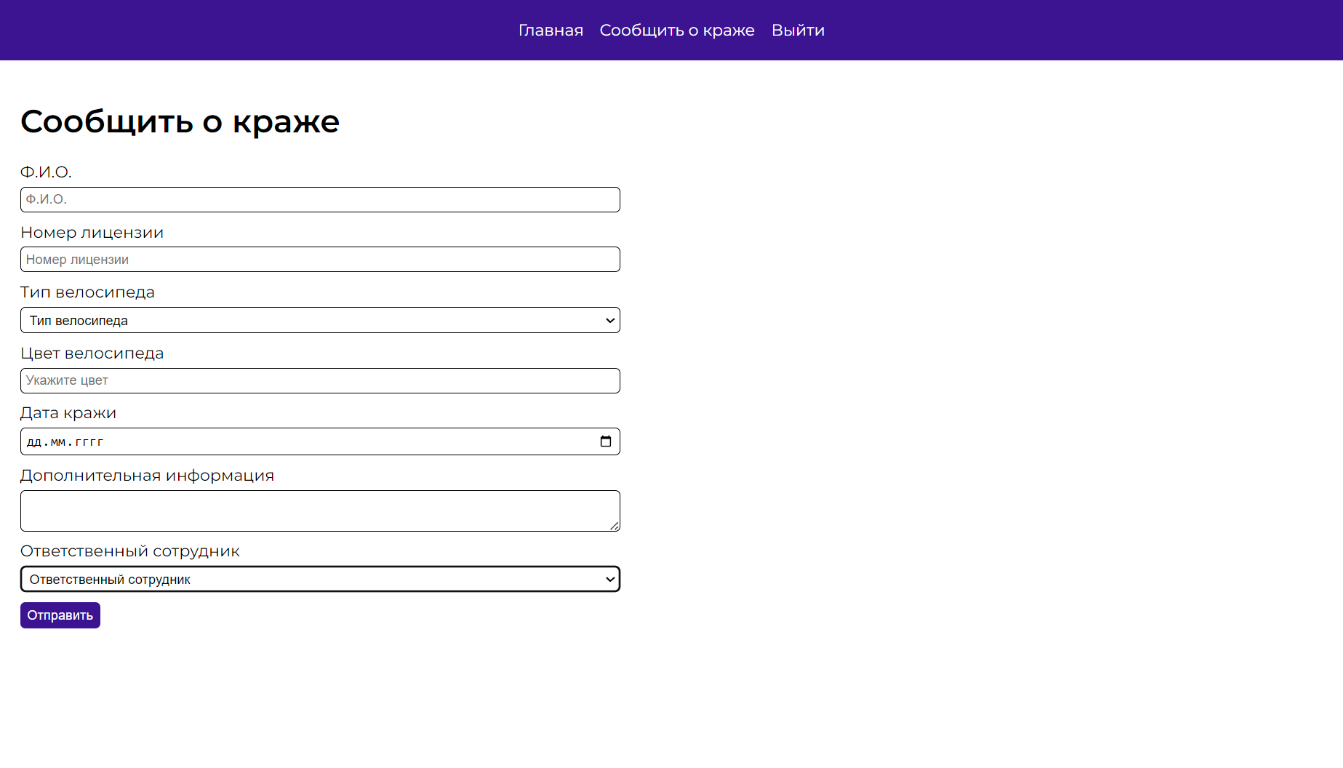 Главная Сообщить о краже Выйти
Сообщить о краже
Ф.И.О.
Ф.И.О.
Номер лицензии
Номер лицензии
Тип велосипеда
Тип велосипеда
Цвет велосипеда
Укажите цвет
Дата кражи
дд.мм.гггг
Дополнительная информация
Ответственный сотрудник
Ответственный сотрудник
Отправить